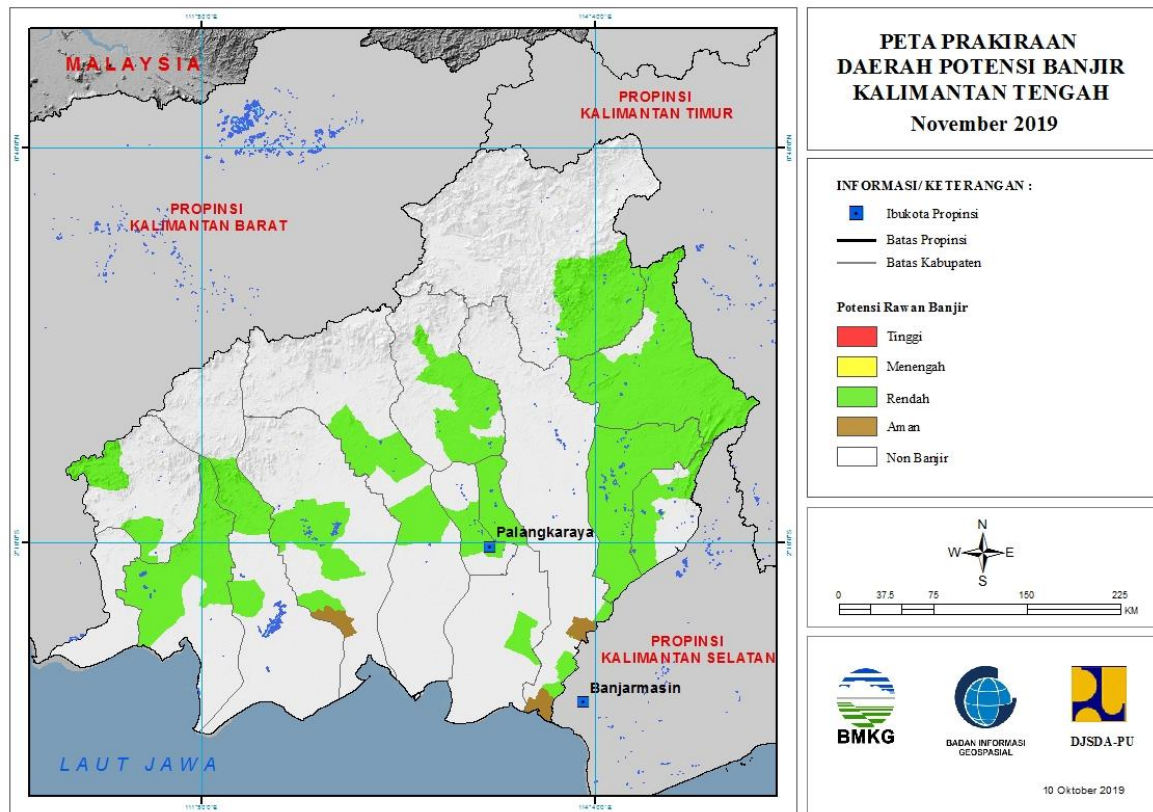 PETA PRAKIRAAN
DAERAH POTENSI BANJIR
KALIMANTAN TENGAH
November 2019
INFORMASI/ KETERANGAN :
Ibukota Propinsi
Batas Propinsi
Batas Kabupaten
Potensi Rawan Banjir
Tinggi
Menengah
Rendah
Aman
Non Banjir
N
W E
S
0 37.5 75 150 225
KM
BMKG
BADAN INFORMASI
GEOSPASIAL
DJSDA-PU
10 Oktober 2019
MALAYSIA
PROPINSI
KALIMANTAN TIMUR
PROPINSI
KALIMANTAN BARAT
Palangkaraya
PROPINSI
KALIMANTAN SELATAN
Banjarmasin
LAUT JAWA